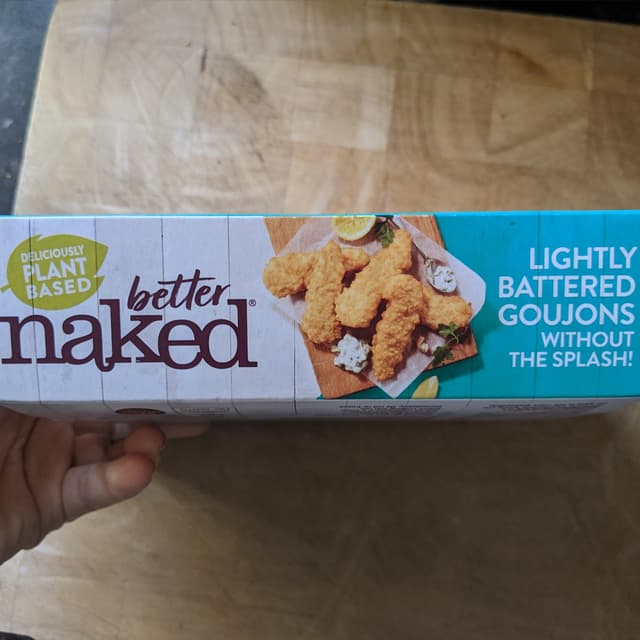 DELICIOUSLY
PLANT
BASED
better
naked®
LIGHTLY
BATTERED
GOUJONS
WITHOUT
THE SPLASH!